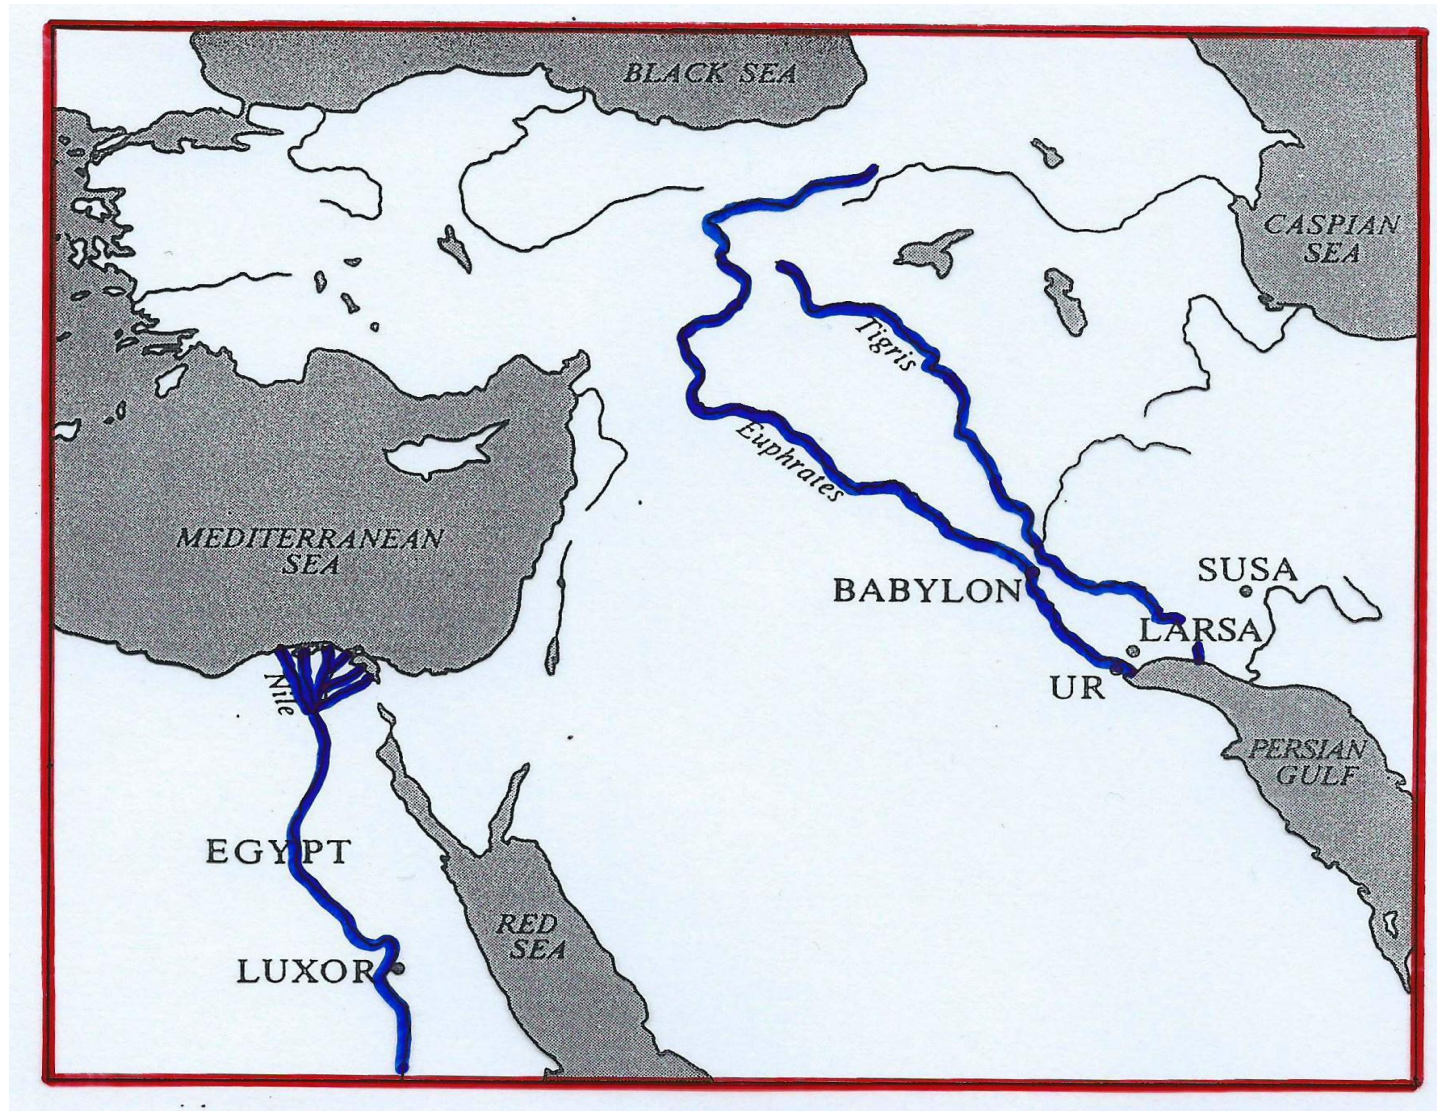 BLACK SEA
CASPIAN
SEA
Tigris
Euphrates
MEDITERRANEAN
SEA
BABYLON
SUSA
LARSA
UR
Nile
PERSIAN
GULF
EGYPT
RED
SEA
LUXOR